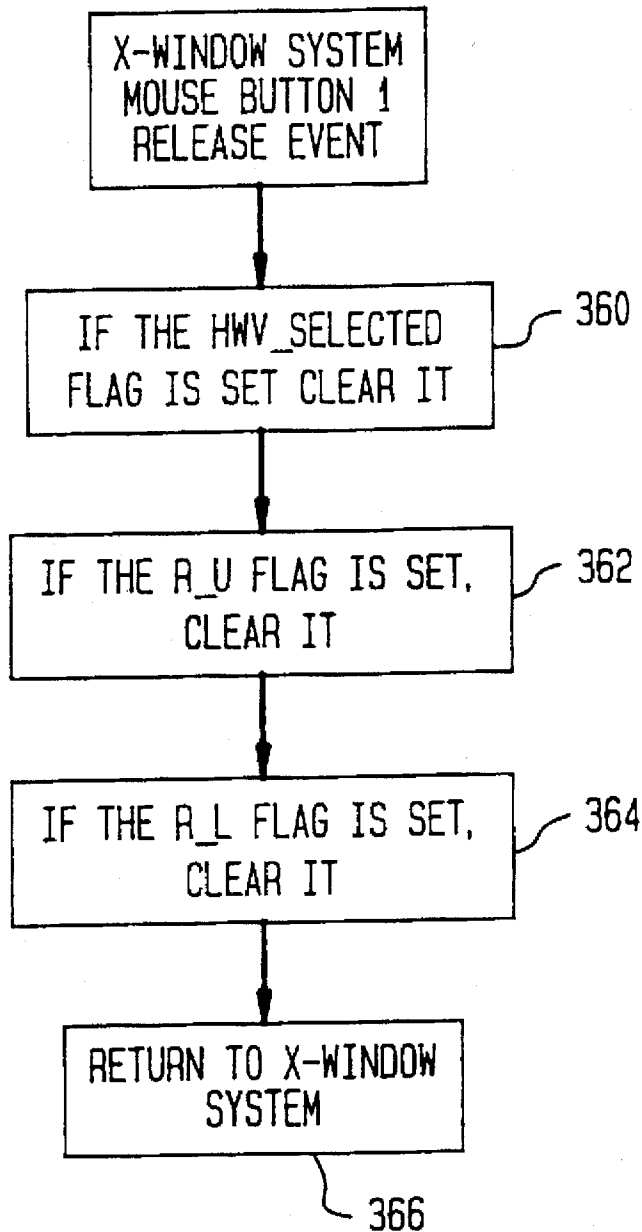 X-WINDOW SYSTEM
MOUSE BUTTON 1
RELEASE EVENT
IF THE HWV_SELECTED
FLAG IS SET CLEAR IT
360
IF THE R_U FLAG IS SET,
CLEAR IT
362
IF THE R_L FLAG IS SET,
CLEAR IT
364
RETURN TO X-WINDOW
SYSTEM
366